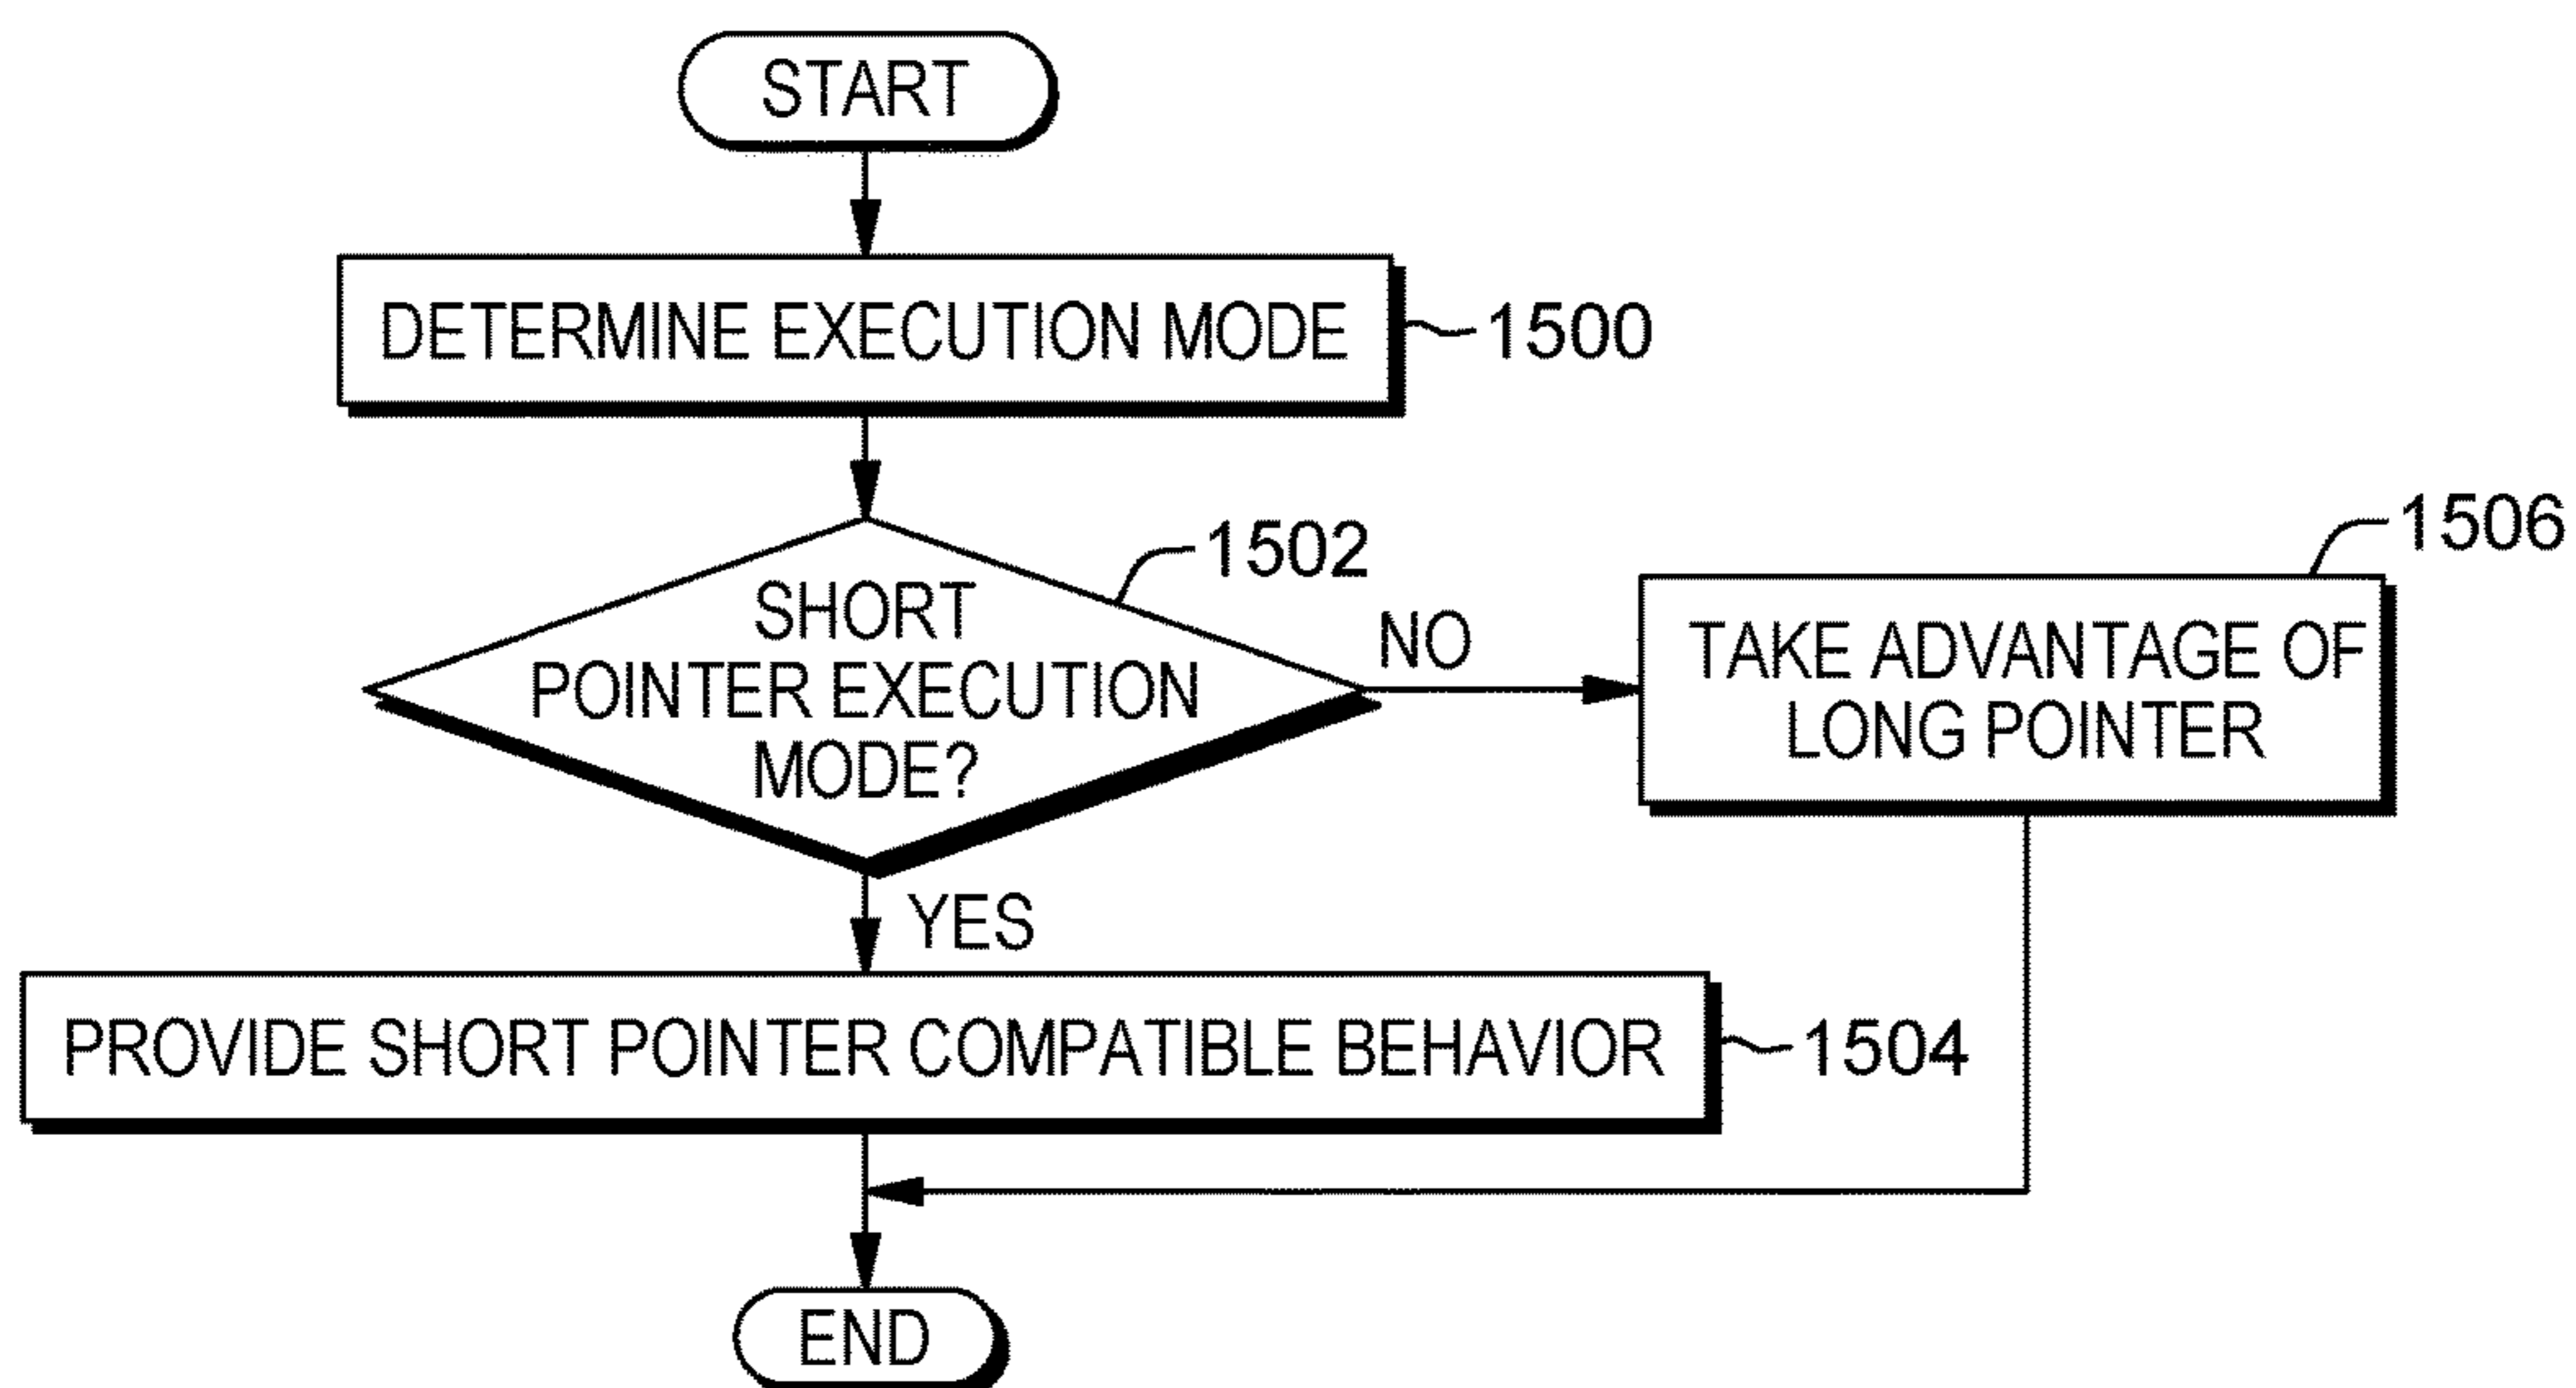 START
DETERMINE EXECUTION MODE
1500
1502
SHORT
POINTER EXECUTION
MODE?
NO
1506
TAKE ADVANTAGE OF
LONG POINTER
YES
PROVIDE SHORT POINTER COMPATIBLE BEHAVIOR
1504
END